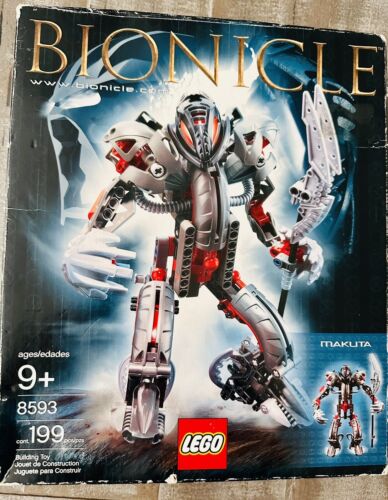 BIONICLE
www.bionicle.com
MAKUTA
ages/edades
9+
8593
cont. 199 pcs/pzs
Building Toy
Jouet de Construction
Juguete para Construir
LEGO